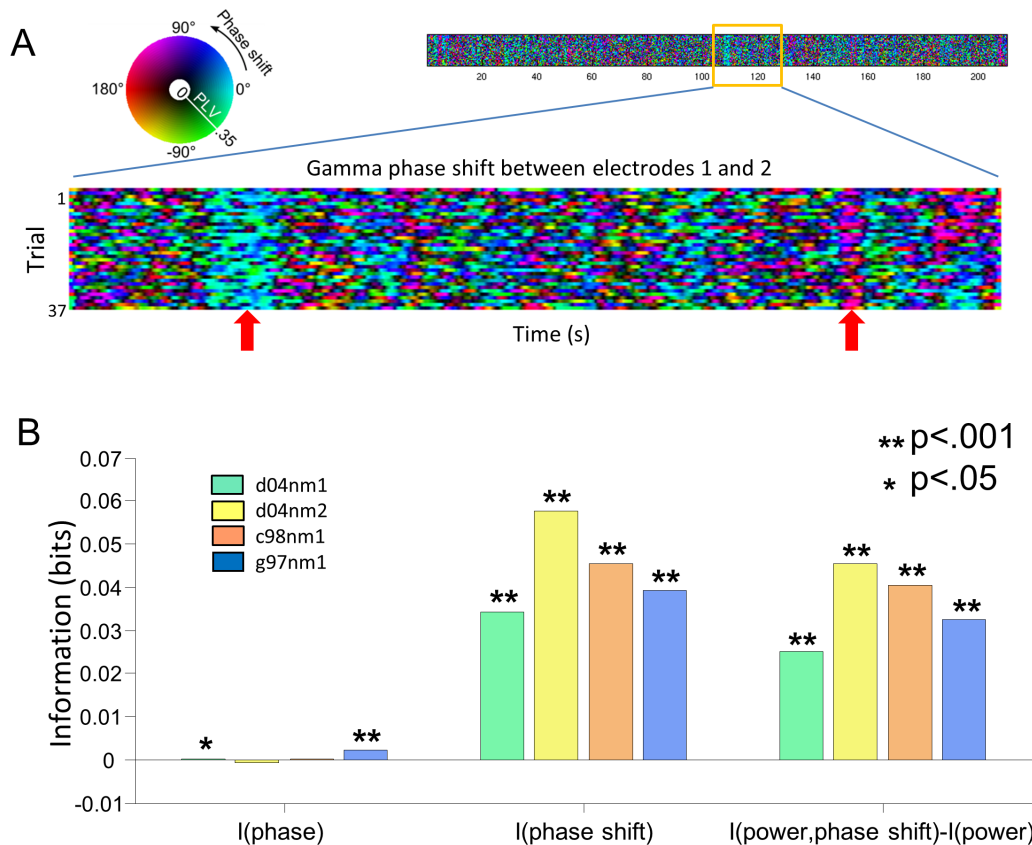 A
Phase shift
90°
180°
0°
-90°
0
PLV
.35
20 40 60 80 100 120 140 160 180 200
Gamma phase shift between electrodes 1 and 2
1
Trial
37
Time (s)
B
** p<.001
* p<.05
Information (bits)
0.07
0.06
0.05
0.04
0.03
0.02
0.01
0
-0.01
d04nm1
d04nm2
c98nm1
g97nm1
* **
** ** ** **
** ** ** **
I(phase) I(phase shift) I(power,phase shift)-I(power)